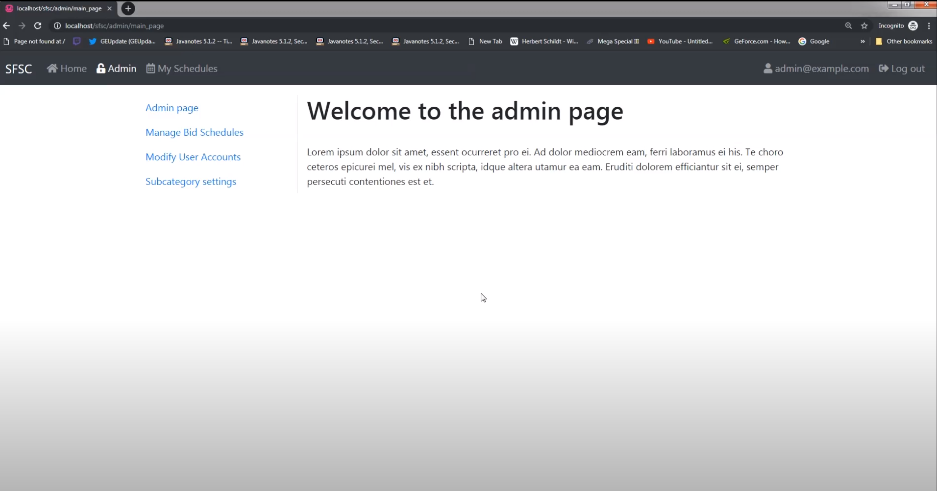 localhost/sfsc/admin/main_page
localhost/sfsc/admin/main_page
Incognito
Page not found at /
GEUpdate (GEUpda...
Javanotes 5.1.2 -- Ti...
Javanotes 5.1.2, Sec...
Javanotes 5.1.2, Sec...
Javanotes 5.1.2, Sec...
New Tab
Herbert Schildt - Wi...
Mega Special
YouTube - Untitled...
GeForce.com - How...
Google
»
Other bookmarks
SFSC
Home
Admin
My Schedules
admin@example.com
Log out
Admin page
Manage Bid Schedules
Modify User Accounts
Subcategory settings
Welcome to the admin page
Lorem ipsum dolor sit amet, essent ocurreret pro ei. Ad dolor mediocrem eam, ferri laboramus ei his. Te choro
ceteros epicurei mel, vis ex nibh scripta, idque altera utamur ea eam. Eruditi dolorem efficiantur sit ei, semper
persecuti contentiones est et.